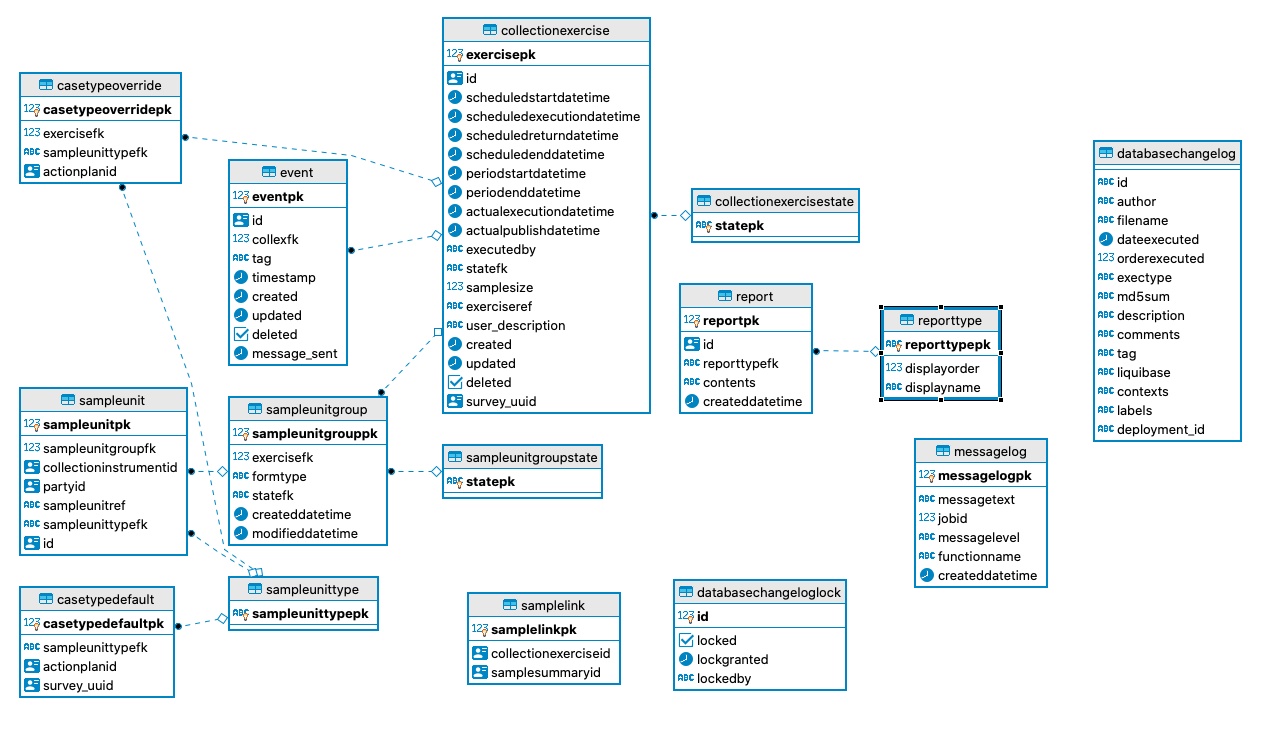 collectionexercise
123 exercisepk
id
scheduledstartdatetime
scheduledexecutiondatetime
scheduledreturndatetime
scheduledenddatetime
periodstartdatetime
periodenddatetime
actualexecutiondatetime
actualpublishdatetime
ABC executedby
ABC statefk
123 samplesize
ABC exerciseref
ABC user_description
created
updated
deleted
survey_uuid
casetypeoverride
123 casetypeoverridepk
123 exercisefk
ABC sampleunittypefk
actionplanid
event
123 eventpk
id
123 collexfk
ABC tag
timestamp
created
updated
deleted
message_sent
collectionexercisestate
ABC statepk
databasechangelog
ABC id
ABC author
ABC filename
dateexecuted
123 orderexecuted
ABC exectype
ABC md5sum
ABC description
ABC comments
ABC tag
ABC liquibase
ABC contexts
ABC labels
ABC deployment_id
report
123 reportpk
id
ABC reporttypefk
ABC contents
createddatetime
reporttype
ABC reporttypepk
123 displayorder
ABC displayname
sampleunit
123 sampleunitpk
123 sampleunitgroupfk
collectioninstrumentid
partyid
ABC sampleunitref
ABC sampleunittypefk
id
sampleunitgroup
123 sampleunitgrouppk
123 exercisefk
ABC formtype
ABC statefk
createddatetime
modifieddatetime
sampleunitgroupstate
ABC statepk
messagelog
123 messagelogpk
ABC messagetext
123 jobid
ABC messagelevel
ABC functionname
createddatetime
casetypedefault
123 casetypedefaultpk
ABC sampleunittypefk
actionplanid
survey_uuid
sampleunittype
ABC sampleunittypepk
samplelink
123 samplelinkpk
collectionexerciseid
samplesummaryid
databasechangeloglock
123 id
locked
lockgranted
ABC lockedby